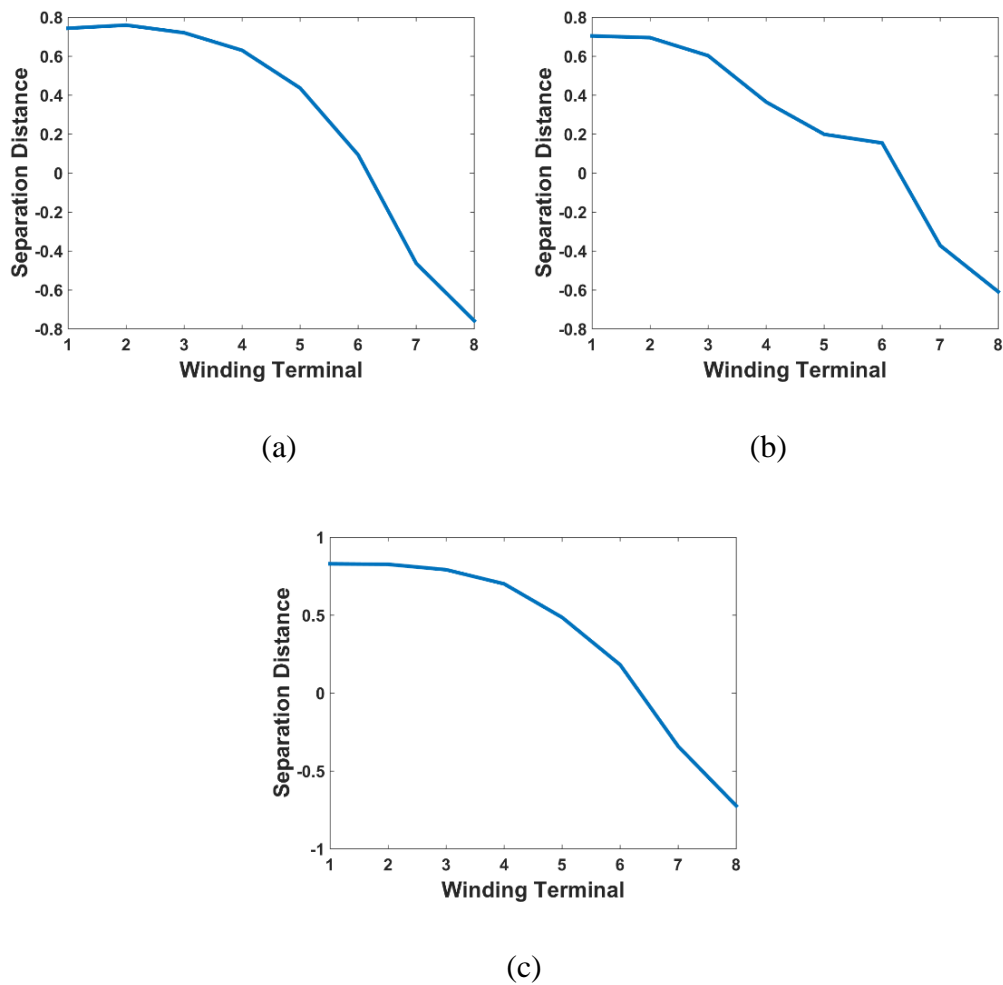 0.8
0.6
0.4
0.2
0
-0.2
-0.4
-0.6
-0.8
Separation Distance
1 2 3 4 5 6 7 8
Winding Terminal
(a)
0.8
0.6
0.4
0.2
0
-0.2
-0.4
-0.6
-0.8
Separation Distance
1 2 3 4 5 6 7 8
Winding Terminal
(b)
1
0.5
0
-0.5
-1
Separation Distance
1 2 3 4 5 6 7 8
Winding Terminal
(c)